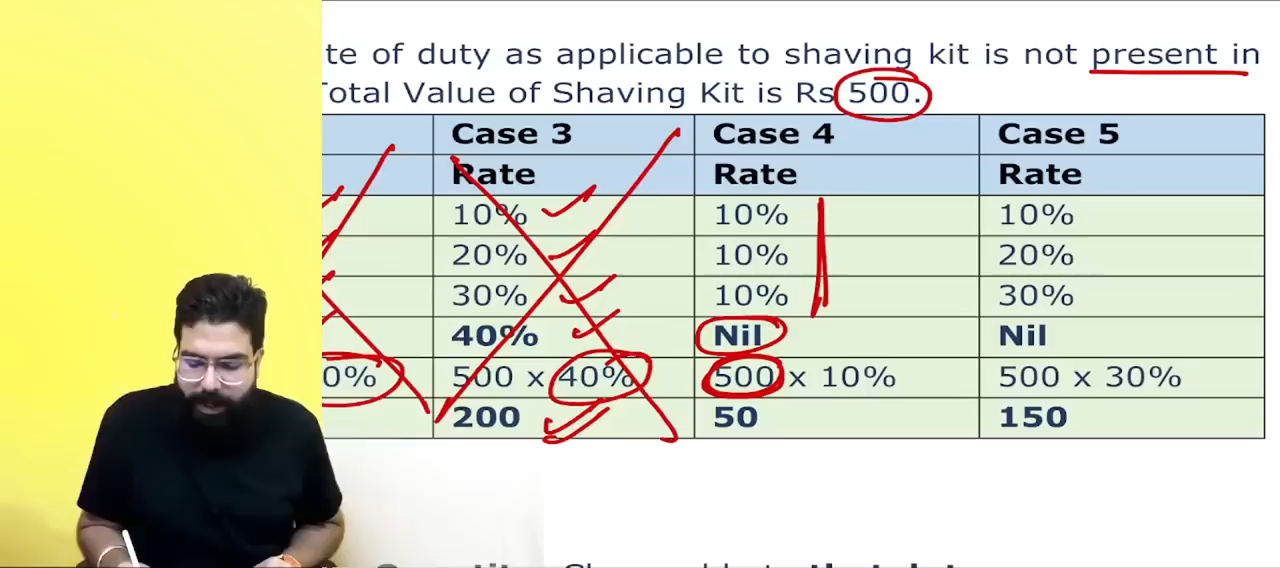 te of duty as applicable to shaving kit is not present in
Total Value of Shaving Kit is Rs 500.
Case 3 Case 4 Case 5
Rate Rate Rate
10% 10% 10%
20% 10% 20%
30% 10% 30%
40% Nil Nil
0% 500 x 40% 500 x 10% 500 x 30%
200 50 150